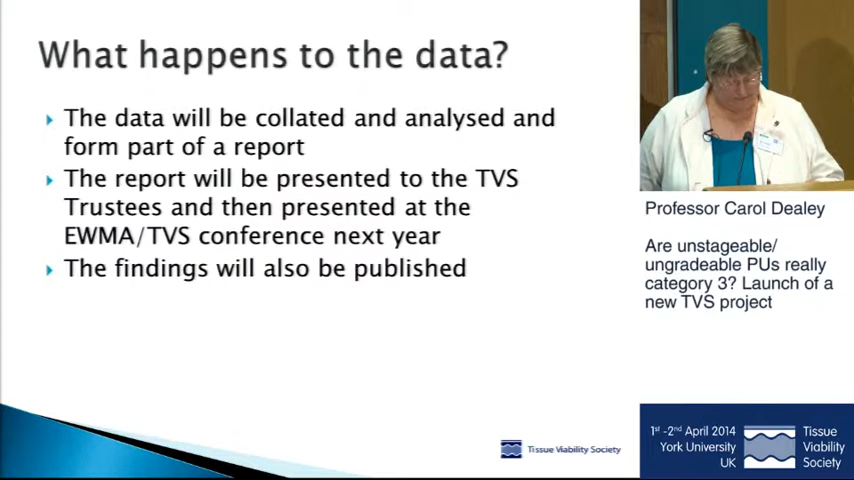 What happens to the data?
The data will be collated and analysed and
form part of a report
The report will be presented to the TVS
Trustees and then presented at the
EWMA/TVS conference next year
The findings will also be published
Tissue Viability Society
Professor Carol Dealey
Are unstageable/
ungradeable PUs really
category 3? Launch of a
new TVS project
1st -2nd April 2014
York University
UK
Tissue
Viability
Society